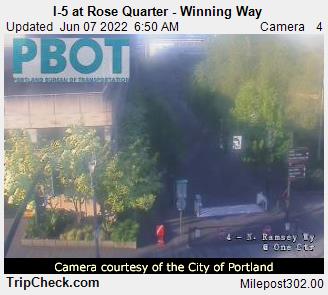 I-5 at Rose Quarter - Winning Way
Updated Jun 07 2022 6:50 AM Camera 4
PBOT
PORTLAND BUREAU OF TRANSPORTATION
4 - N. Ramsey Wy
@ One Ctr
Camera courtesy of the City of Portland
TripCheck.com Milepost302.00